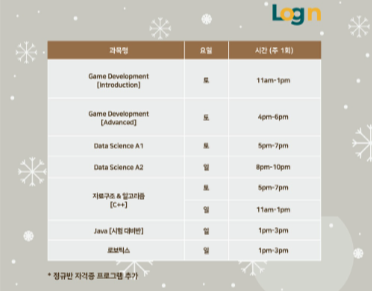 Login
과목명 요일 시간 (주 1회)
Game Development
[Introduction]
토 11am-1pm
Game Development
[Advanced]
토 4pm-6pm
Data Science A1 토 5pm-7pm
Data Science A2 일 8pm-10pm
자료구조 & 알고리즘
[C++]
토 5pm-7pm
일 11am-1pm
Java [시험 대비반] 일 1pm-3pm
로보틱스 일 1pm-3pm
* 정규반 자격증 프로그램 추가